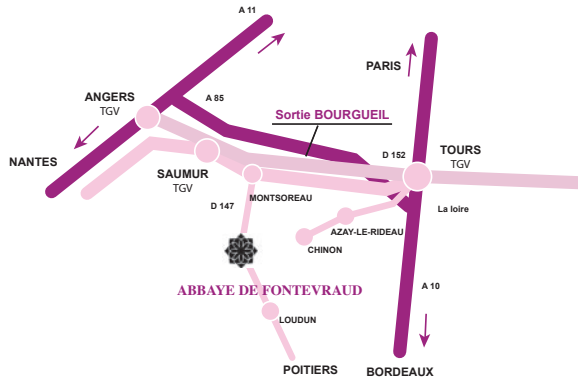 A 11
PARIS
ANGERS
TGV
A 85
Sortie BOURGUEIL
NANTES
D 152
TOURS
TGV
SAUMUR
TGV
MONTSOREAU
D 147
La loire
AZAY-LE-RIDEAU
CHINON
ABBAYE DE FONTEVRAUD
A 10
LOUDUN
POITIERS
BORDEAUX